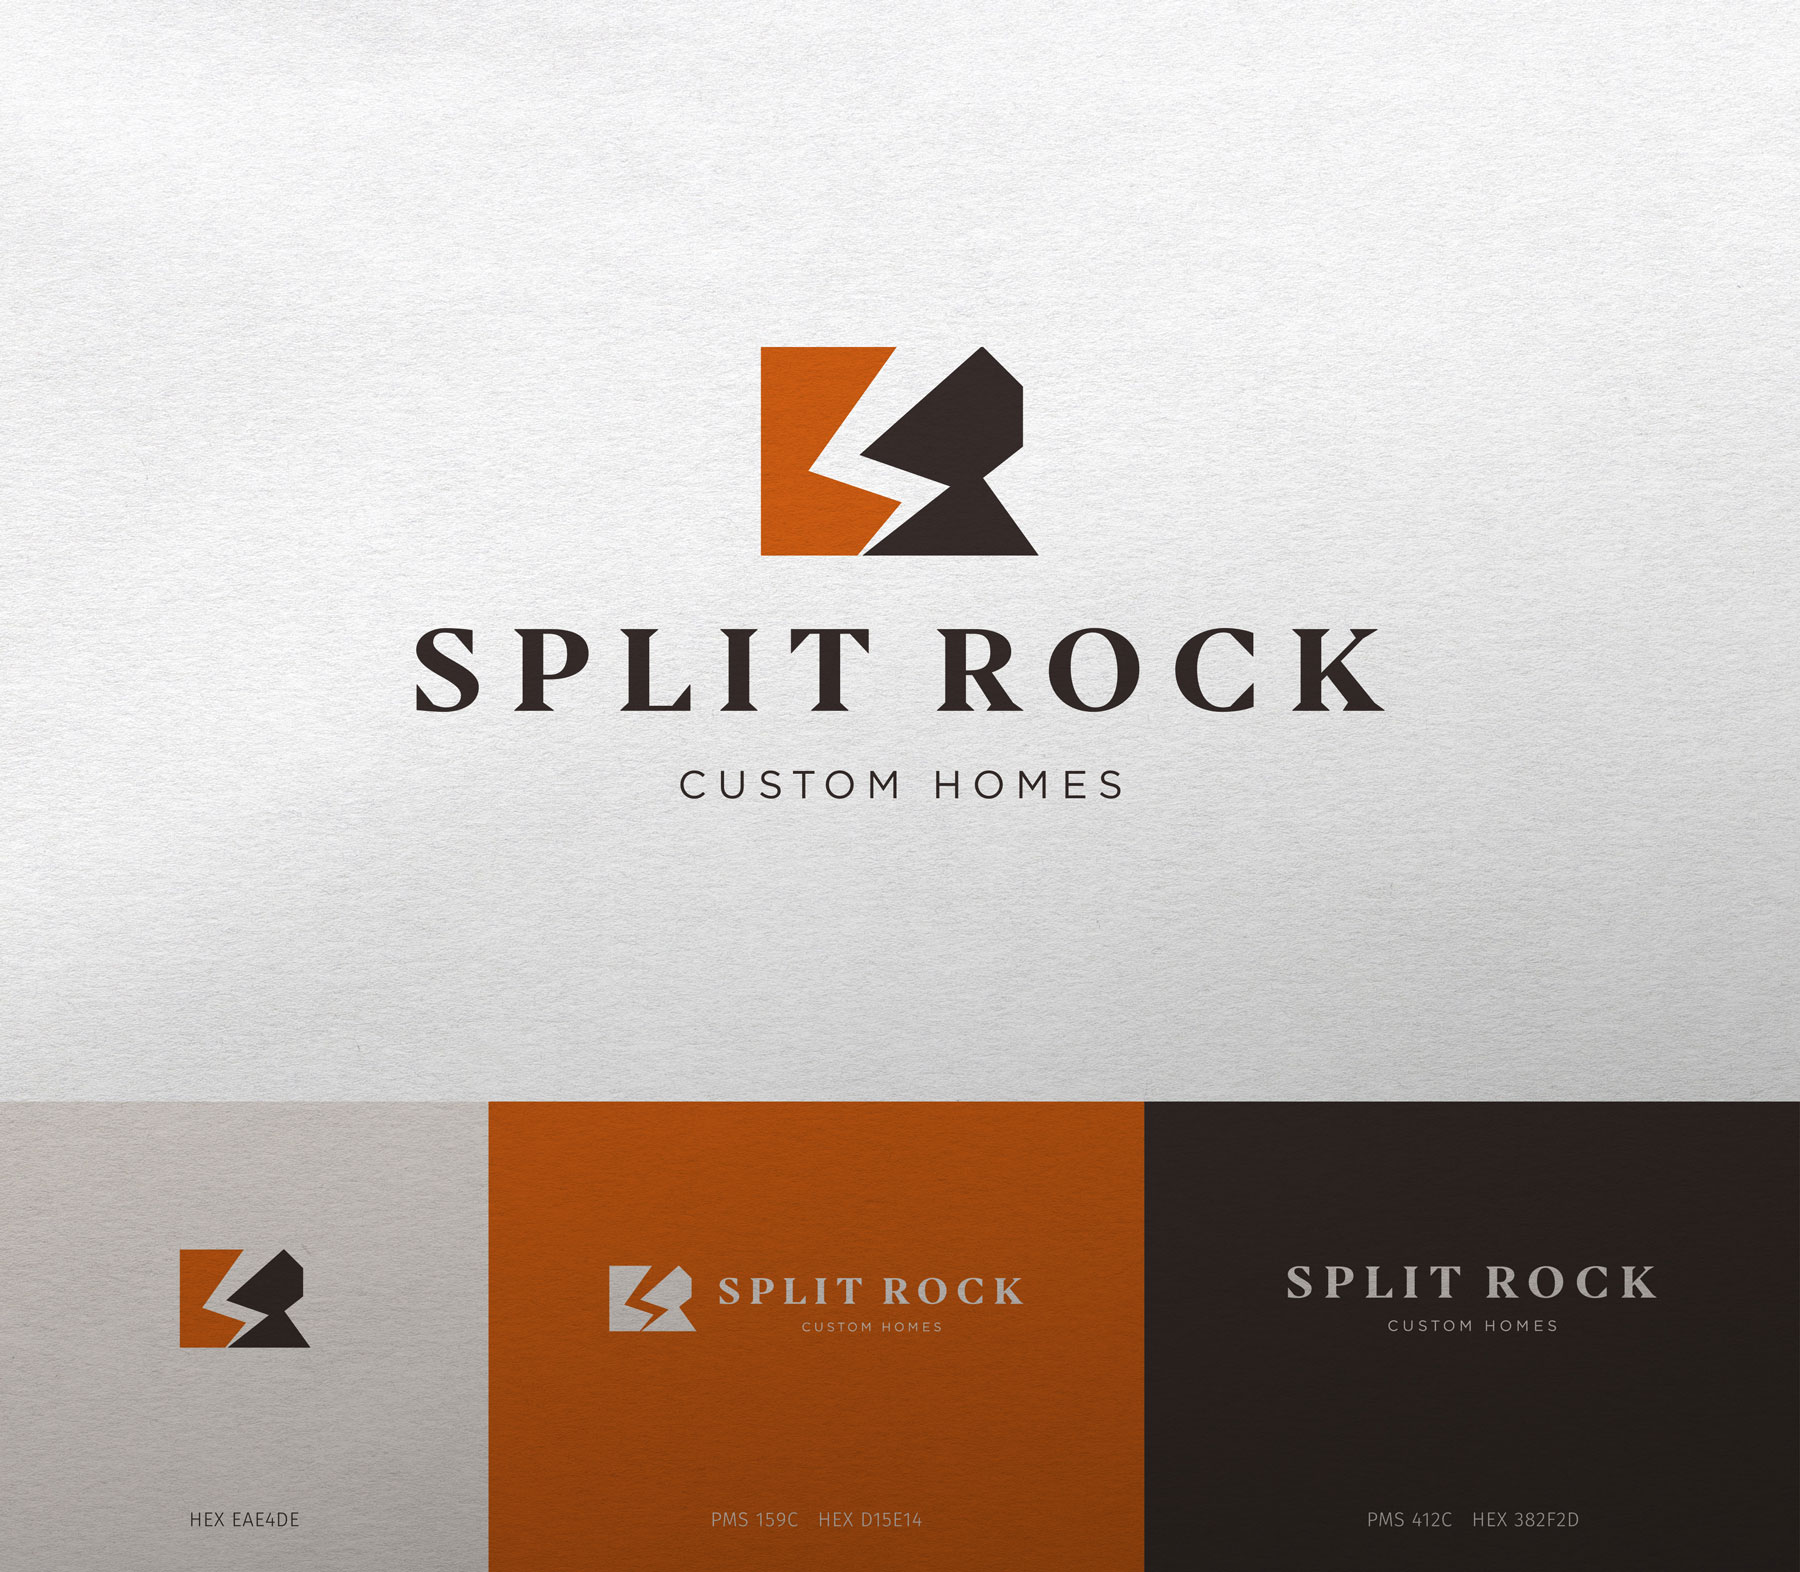 SPLIT ROCK
CUSTOM HOMES
SPLIT ROCK
CUSTOM HOMES
SPLIT ROCK
CUSTOM HOMES
HEX EAE4DE
PMS 159C HEX D15E14
PMS 412C HEX 382F2D